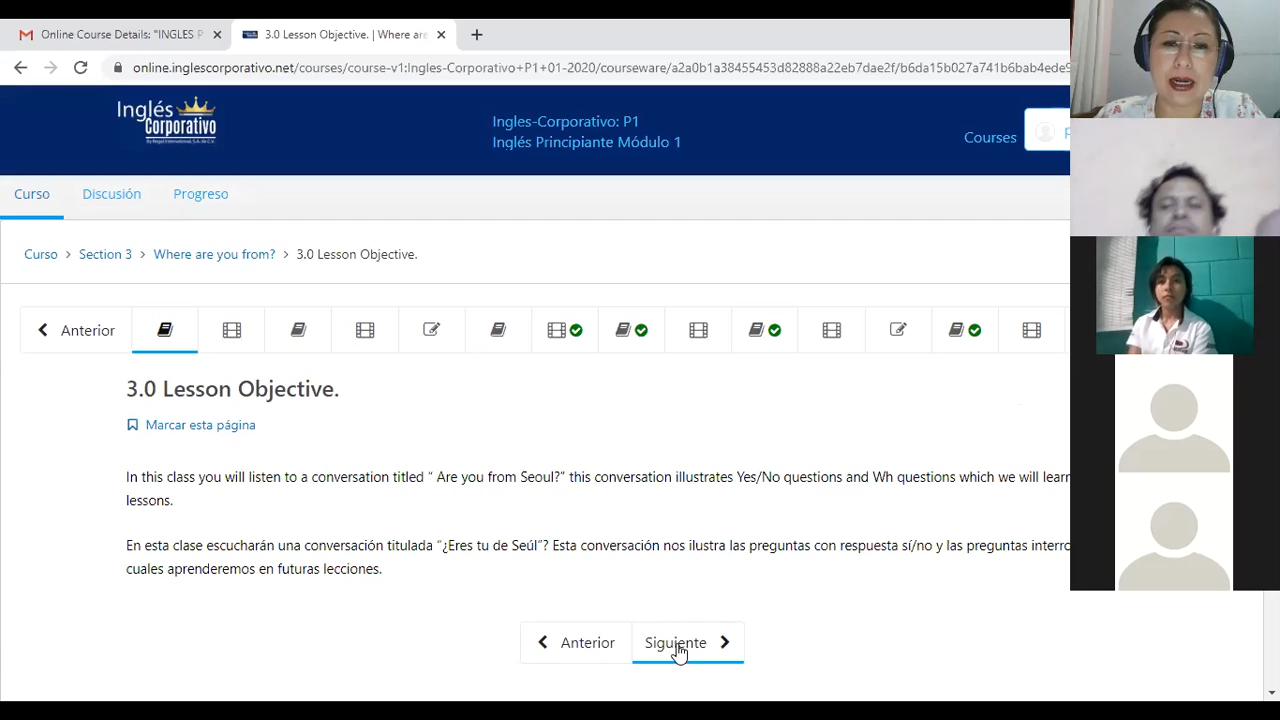 Online Course Details: "INGLES P
3.0 Lesson Objective. | Where are
online.inglescorporativo.net/courses/course-v1:Ingles-Corporativo+P1+01-2020/courseware/a2a0b1a38455453d82888a22eb7dae2f/b6da15b027a741b6bab4ede9
Inglés
Corporativo
By Regal International, S.A. de C.V.
Ingles-Corporativo: P1
Inglés Principiante Módulo 1
Courses
p
Curso Discusión Progreso
Curso > Section 3 > Where are you from? > 3.0 Lesson Objective.
Anterior
3.0 Lesson Objective.
Marcar esta página
In this class you will listen to a conversation titled “ Are you from Seoul?” this conversation illustrates Yes/No questions and Wh questions which we will learn
lessons.
En esta clase escucharán una conversación titulada “¿Eres tu de Seúl”? Esta conversación nos ilustra las preguntas con respuesta sí/no y las preguntas interro
cuales aprenderemos en futuras lecciones.
Anterior Siguiente